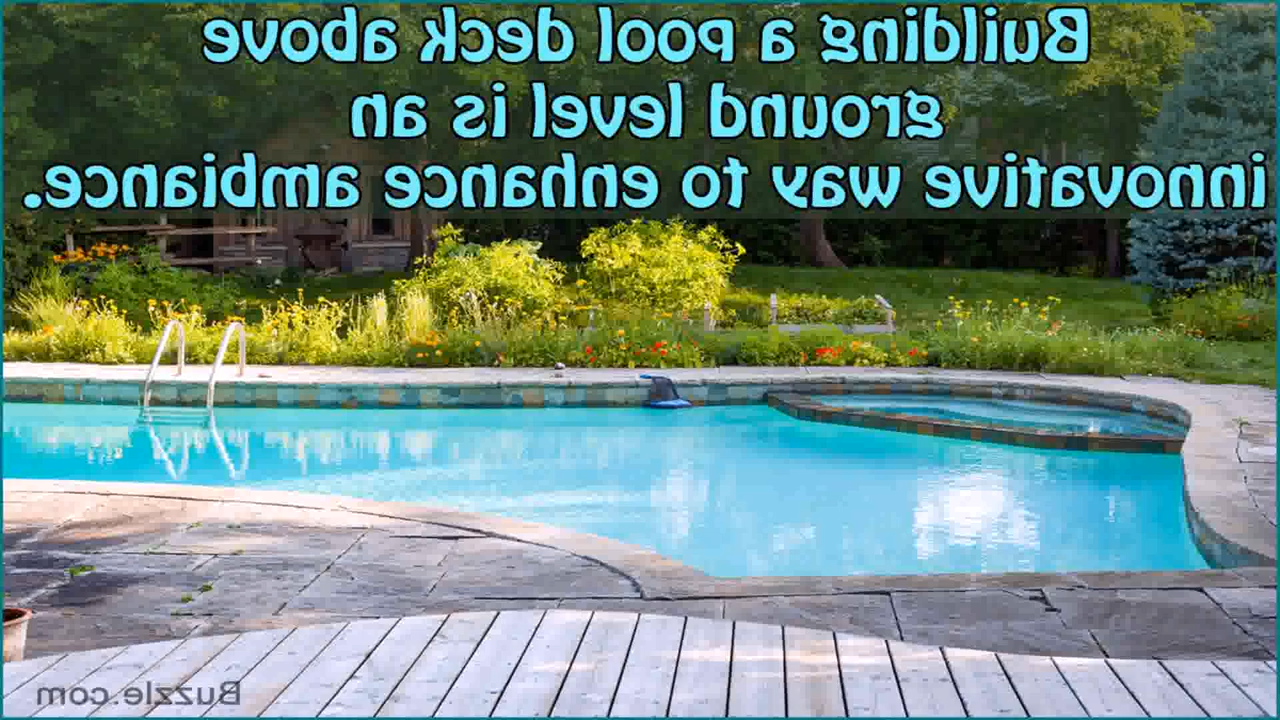 Building a pool deck above
ground level is an
innovative way to enhance ambiance.
Buzzle.com